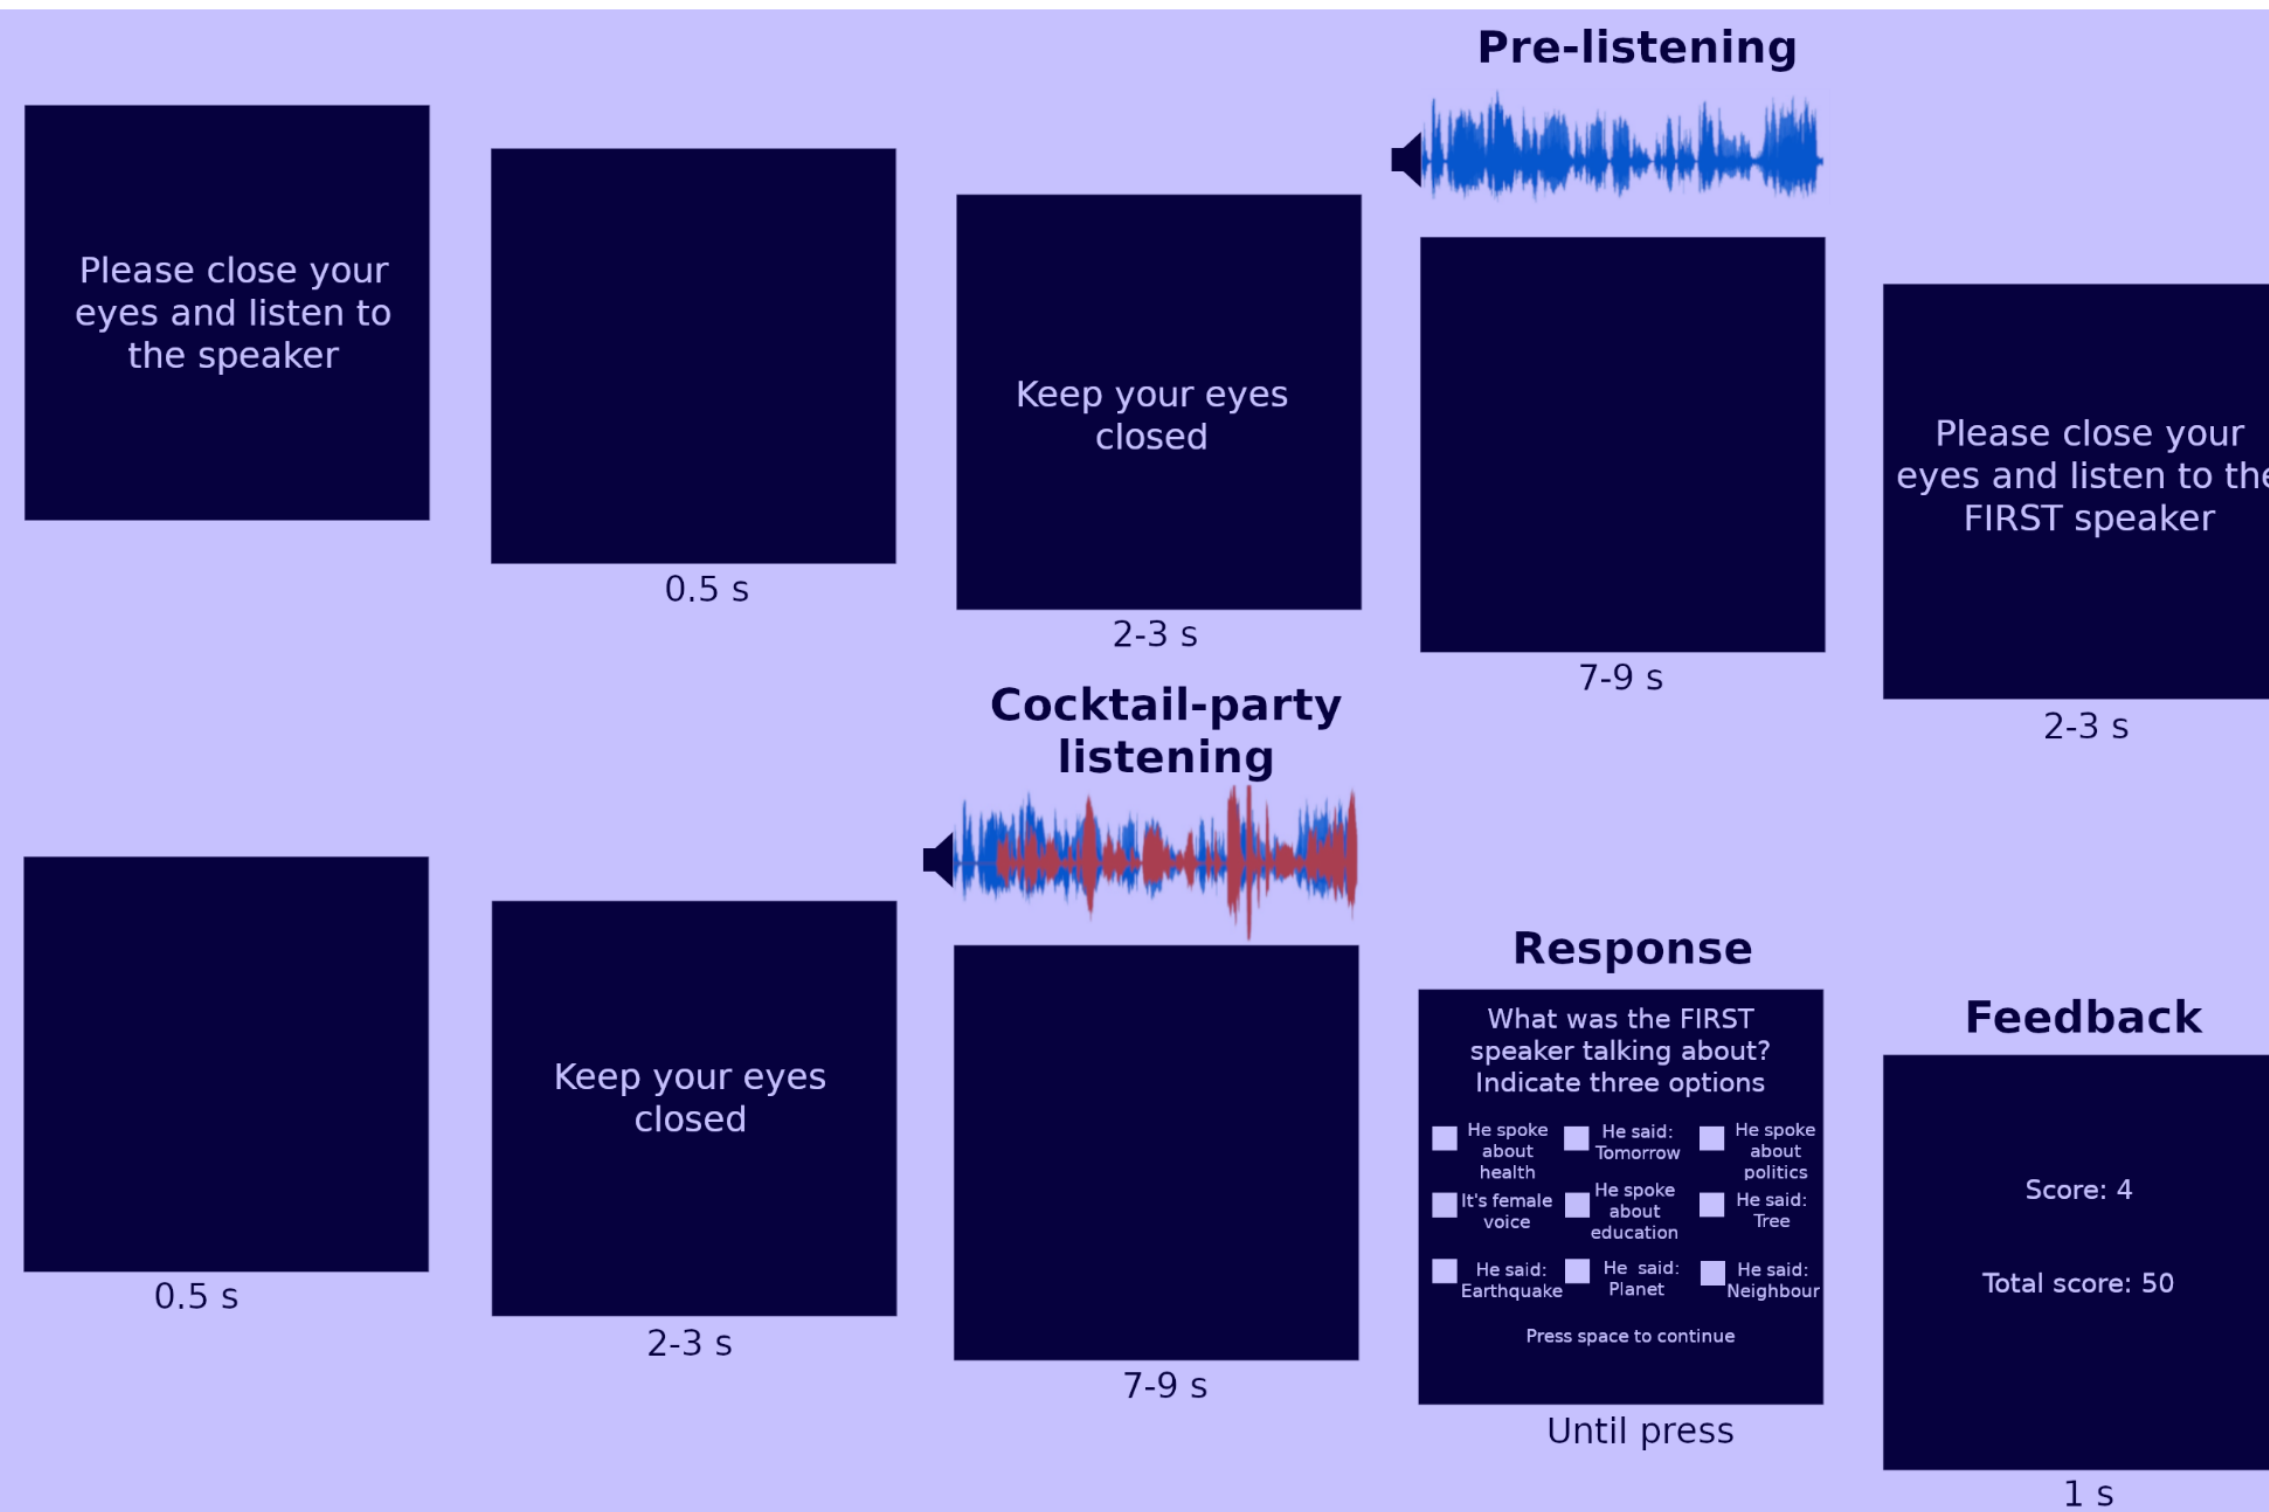 Pre-listening
Please close your
eyes and listen to
the speaker
0.5 s
Keep your eyes
closed
2-3 s
7-9 s
Please close your
eyes and listen to the
FIRST speaker
2-3 s
0.5 s
Keep your eyes
closed
2-3 s
Cocktail-party
listening
7-9 s
Response
What was the FIRST
speaker talking about?
Indicate three options
He spoke
about
health
He said:
Tomorrow
He spoke
about
politics
It's female
voice
He spoke
about
education
He said:
Tree
He said:
Earthquake
He said:
Planet
He said:
Neighbour
Press space to continue
Until press
Feedback
Score: 4
Total score: 50
1 s